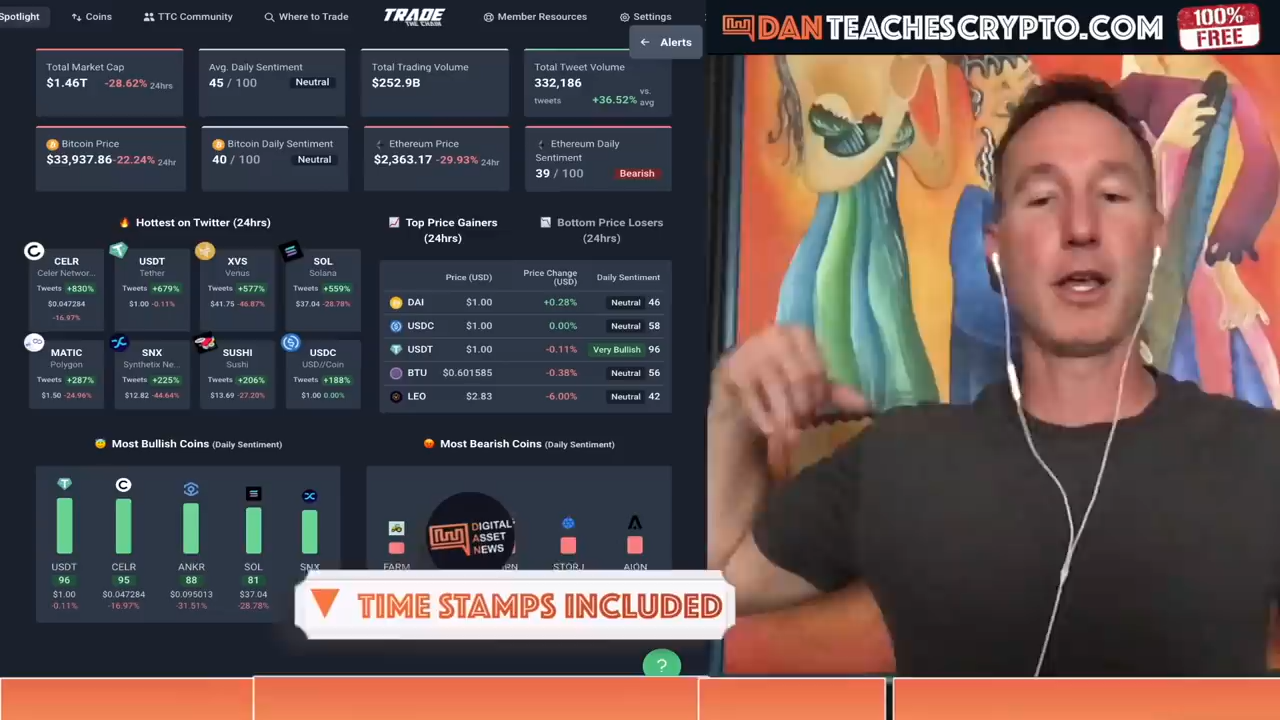 Spotlight
Coins
TTC Community
Where to Trade
TRADE
THE CHAIN
Member Resources
Settings
← Alerts
DANTEACHESCRYPTO.COM
100%
FREE
Total Market Cap
$1.46T -28.62% 24hrs
Avg. Daily Sentiment
45 / 100 Neutral
Total Trading Volume
$252.9B
Total Tweet Volume
332,186
tweets +36.52% vs. avg
Bitcoin Price
$33,937.86 -22.24% 24hr
Bitcoin Daily Sentiment
40 / 100 Neutral
Ethereum Price
$2,363.17 -29.93% 24hr
Ethereum Daily
Sentiment
39 / 100 Bearish
Hottest on Twitter (24hrs)
CELR
Celer Networ...
Tweets +830%
$0.047284
-16.97%
USDT
Tether
Tweets +679%
$1.00 -0.11%
XVS
Venus
Tweets +577%
$41.75 -46.87%
SOL
Solana
Tweets +559%
$37.04 -28.78%
MATIC
Polygon
Tweets +287%
$1.50 -24.96%
SNX
Synthetix Ne...
Tweets +225%
$12.82 -44.64%
SUSHI
Sushi
Tweets +206%
$13.69 -27.20%
USDC
USD//Coin
Tweets +188%
$1.00 0.00%
Top Price Gainers
(24hrs)
Bottom Price Losers
(24hrs)
Price (USD) Price Change (USD) Daily Sentiment
DAI $1.00 +0.28% Neutral 46
USDC $1.00 0.00% Neutral 58
USDT $1.00 -0.11% Very Bullish 96
BTU $0.601585 -0.38% Neutral 56
LEO $2.83 -6.00% Neutral 42
Most Bullish Coins (Daily Sentiment)
USDT
96
$1.00
-0.11%
CELR
95
$0.047284
-16.97%
ANKR
88
$0.095013
-31.51%
SOL
81
$37.04
-28.78%
SNX
Most Bearish Coins (Daily Sentiment)
FARM
STORJ
AION
DIGITAL
ASSET
NEWS
TIME STAMPS INCLUDED
?